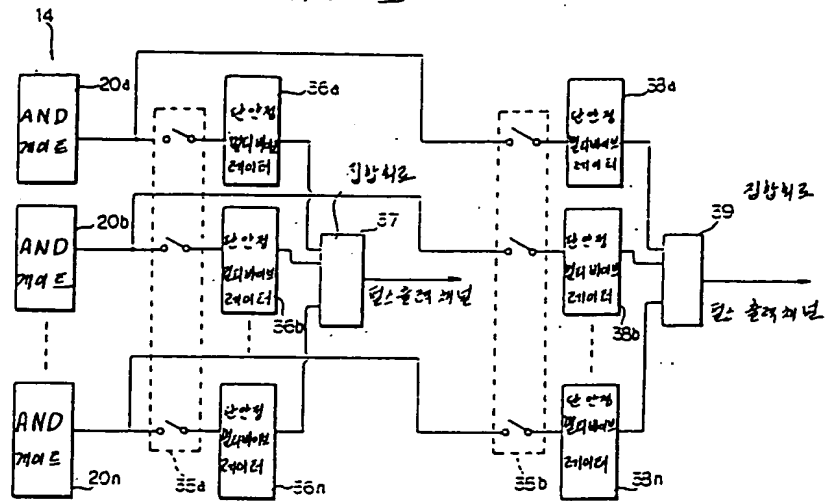 14
20a
AND
게이트
36a
단안정
멀티바이브
레이터
38a
단안정
멀티바이브
레이터
집합회로
37
집합회로
39
20b
AND
게이트
단안정
멀티바이브
레이터
36b
펄스출력채널
단안정
멀티바이브
레이터
38b
펄스 출력채널
AND
게이트
20n
35a
단안정
멀티바이브
레이터
36n
35b
단안정
멀티바이브
레이터
38n